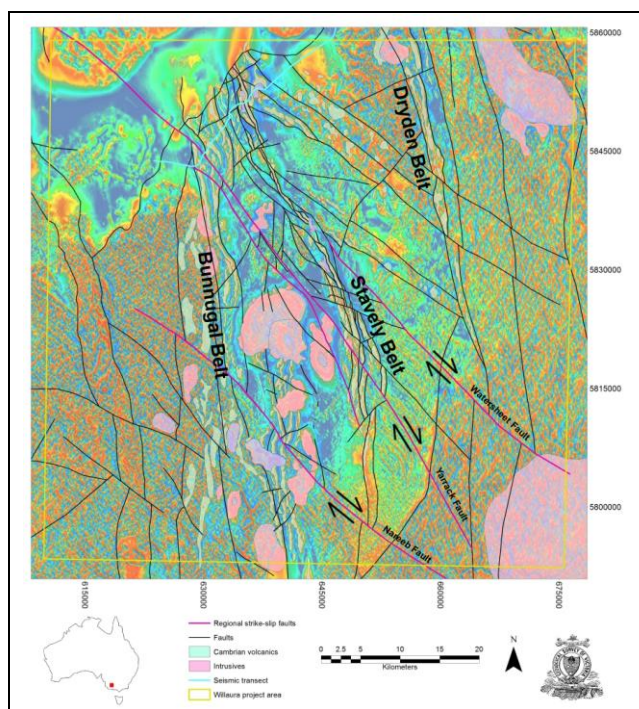 5860000
5845000
5830000
5815000
5800000
Dryden Belt
Bunnugal Belt
Stavely Belt
Watersheet Fault
Yarrack Fault
Nareeb Fault
615000
630000
645000
660000
675000
Regional strike-slip faults
Faults
Cambrian volcanics
Intrusives
Seismic transect
Willaura project area
0 2.5 5 10 15 20
Kilometers
N